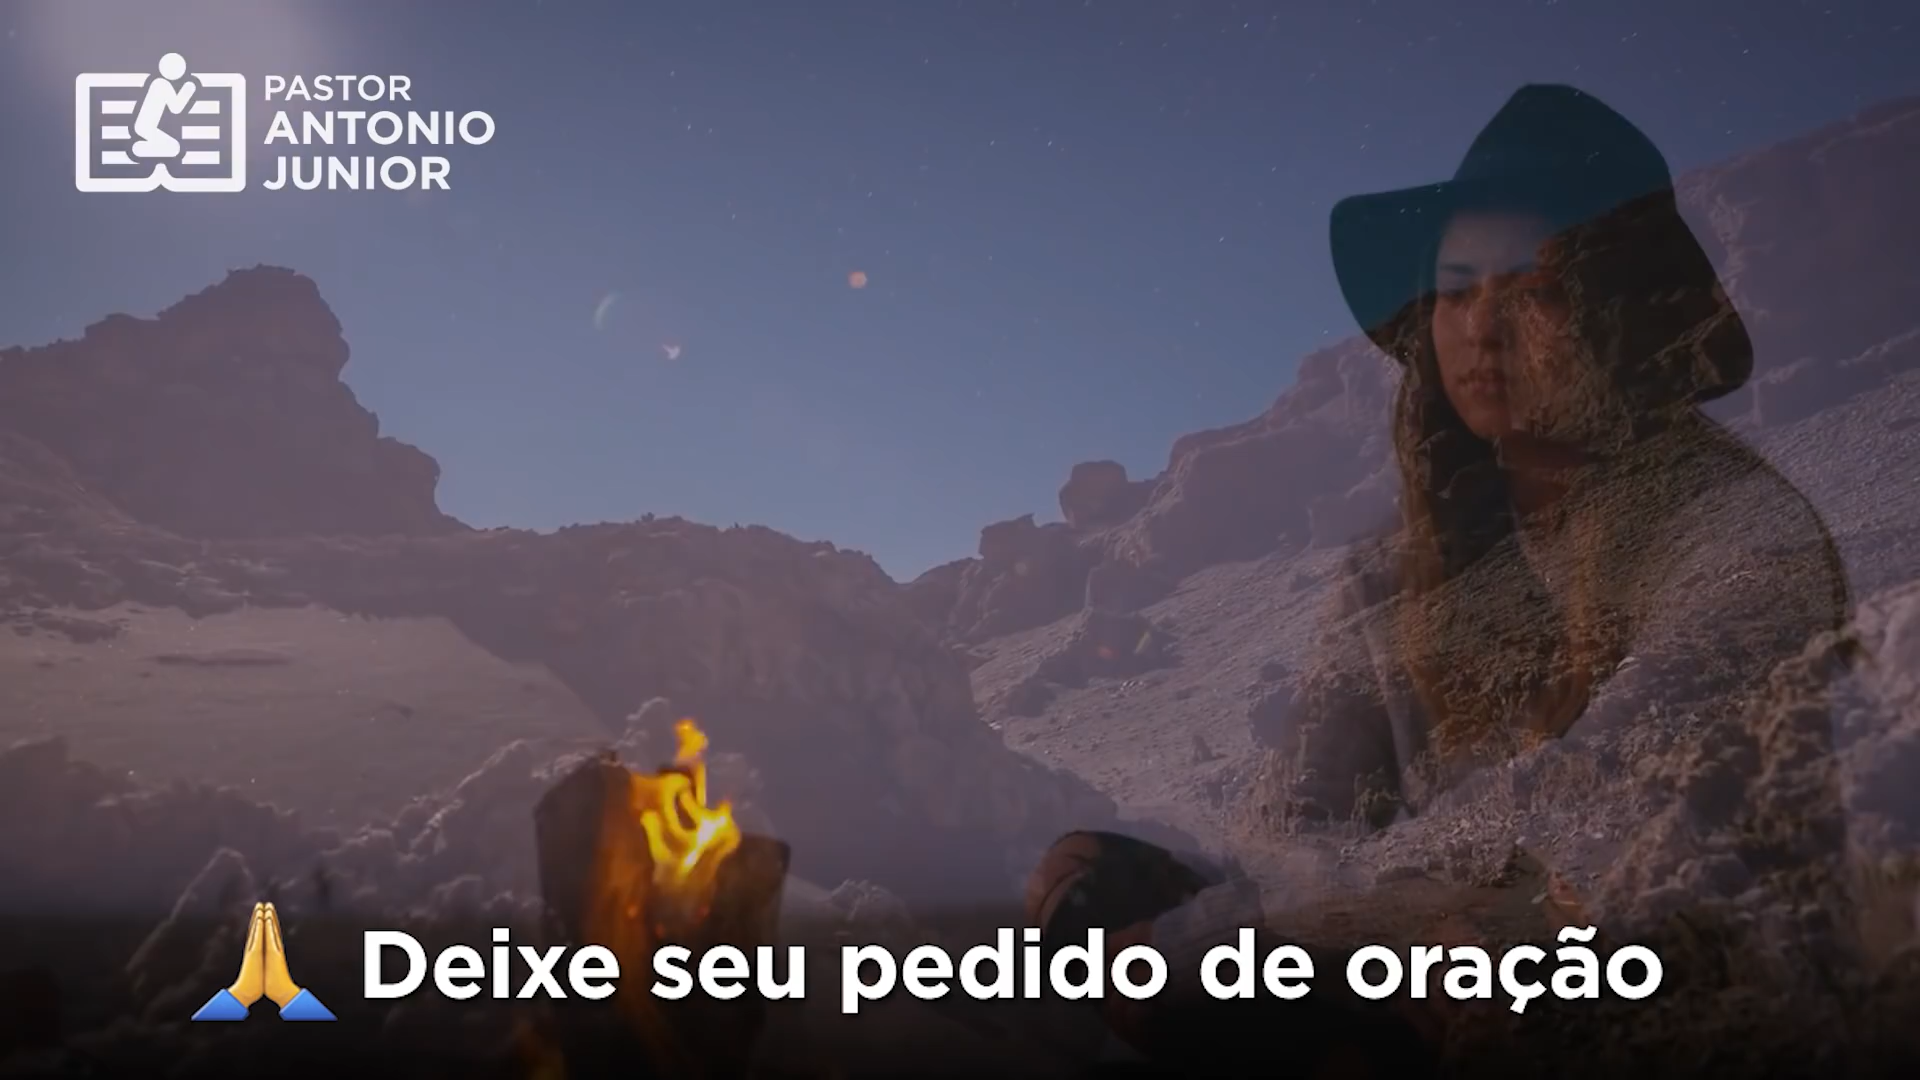 PASTOR
ANTONIO
JUNIOR
🙏 Deixe seu pedido de oração